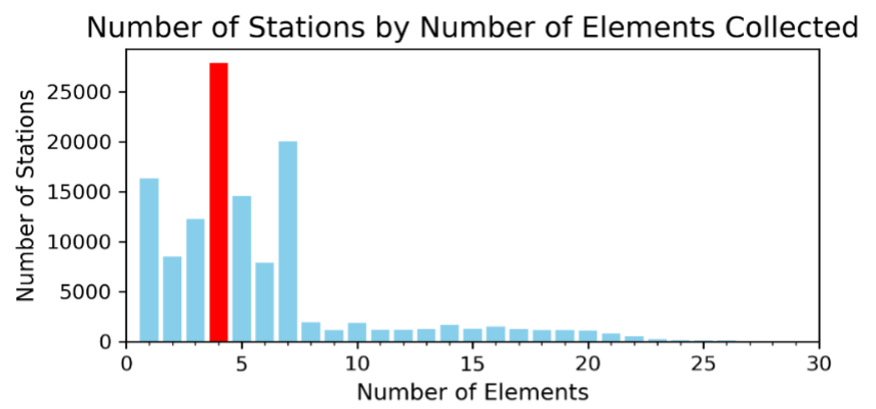 Number of Stations by Number of Elements Collected
Number of Stations
25000
20000
15000
10000
5000
0
0 5 10 15 20 25 30
Number of Elements